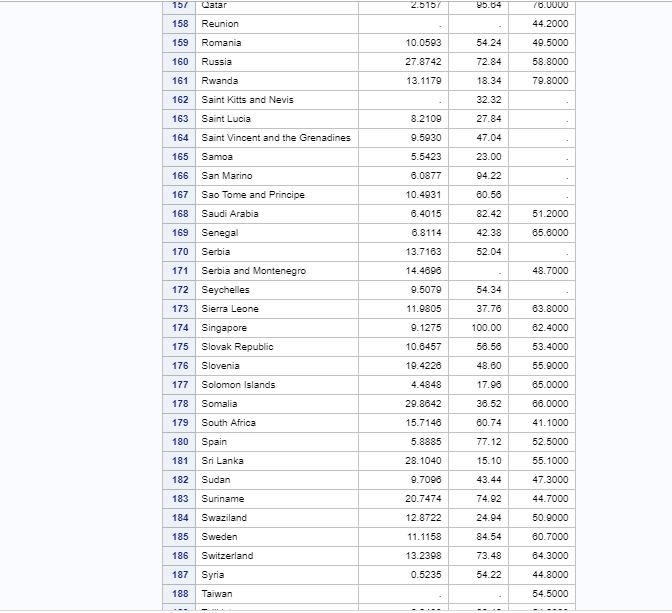 157 Qatar 2.5157 95.64 76.0000
158 Reunion . . 44.2000
159 Romania 10.0593 54.24 49.5000
160 Russia 27.8742 72.84 58.8000
161 Rwanda 13.1179 18.34 79.8000
162 Saint Kitts and Nevis . 32.32 .
163 Saint Lucia 8.2109 27.84 .
164 Saint Vincent and the Grenadines 9.5930 47.04 .
165 Samoa 5.5423 23.00 .
166 San Marino 6.0877 94.22 .
167 Sao Tome and Principe 10.4931 60.56 .
168 Saudi Arabia 6.4015 82.42 51.2000
169 Senegal 6.8114 42.38 65.6000
170 Serbia 13.7163 52.04 .
171 Serbia and Montenegro 14.4696 . 48.7000
172 Seychelles 9.5079 54.34 .
173 Sierra Leone 11.9805 37.76 63.8000
174 Singapore 9.1275 100.00 62.4000
175 Slovak Republic 10.6457 56.56 53.4000
176 Slovenia 19.4226 48.60 55.9000
177 Solomon Islands 4.4848 17.96 65.0000
178 Somalia 29.8642 36.52 66.0000
179 South Africa 15.7146 60.74 41.1000
180 Spain 5.8885 77.12 52.5000
181 Sri Lanka 28.1040 15.10 55.1000
182 Sudan 9.7096 43.44 47.3000
183 Suriname 20.7474 74.92 44.7000
184 Swaziland 12.8722 24.94 50.9000
185 Sweden 11.1158 84.54 60.7000
186 Switzerland 13.2398 73.48 64.3000
187 Syria 0.5235 54.22 44.8000
188 Taiwan . . 54.5000